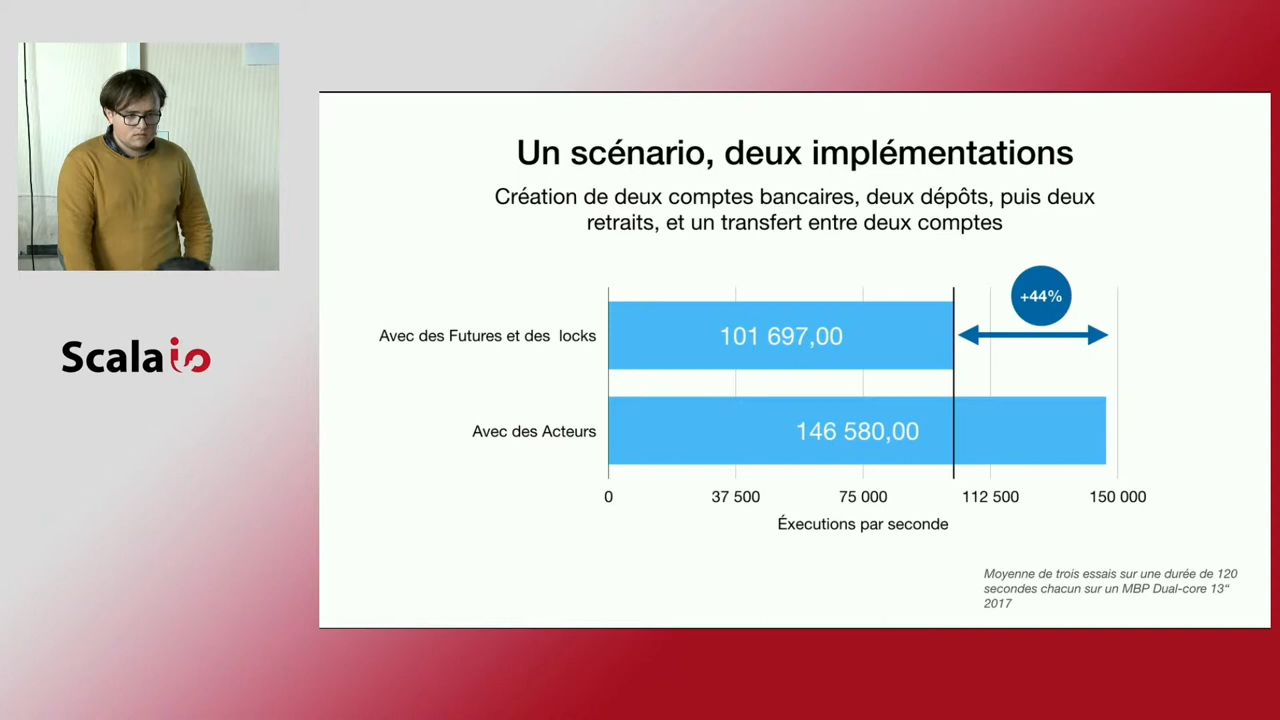 Un scénario, deux implémentations
Création de deux comptes bancaires, deux dépôts, puis deux
retraits, et un transfert entre deux comptes
+44%
Avec des Futures et des locks
101 697,00
Avec des Acteurs
146 580,00
0
37 500
75 000
112 500
150 000
Éxecutions par seconde
Moyenne de trois essais sur une durée de 120
secondes chacun sur un MBP Dual-core 13“
2017
Scala io